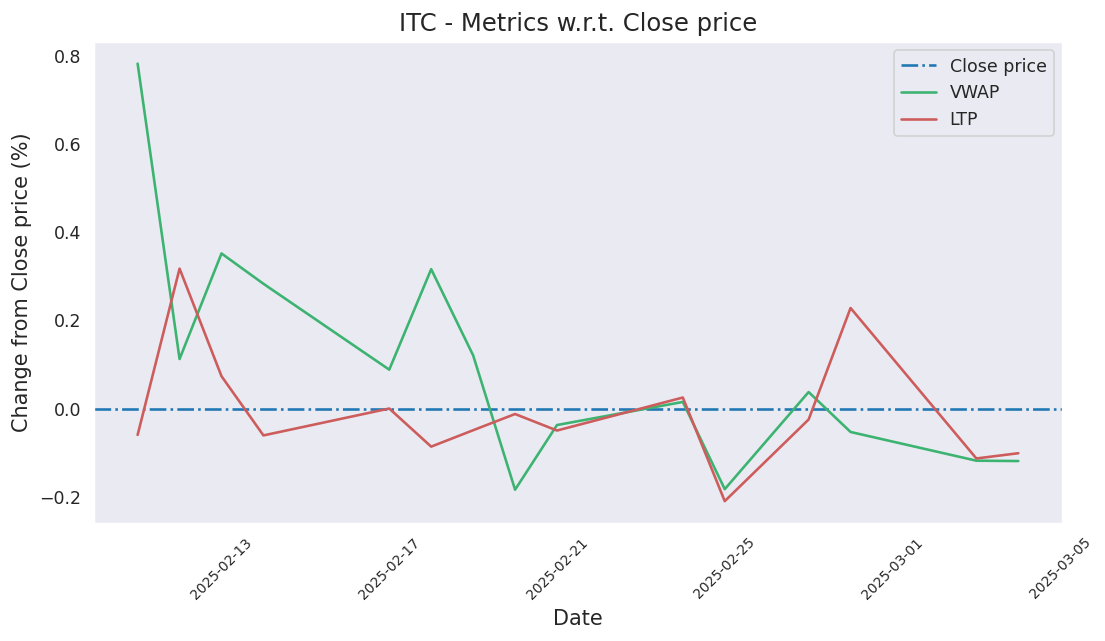 ITC - Metrics w.r.t. Close price
Change from Close price (%)
0.8
0.6
0.4
0.2
0.0
−0.2
Close price
VWAP
LTP
2025-02-13
2025-02-17
2025-02-21
2025-02-25
2025-03-01
2025-03-05
Date